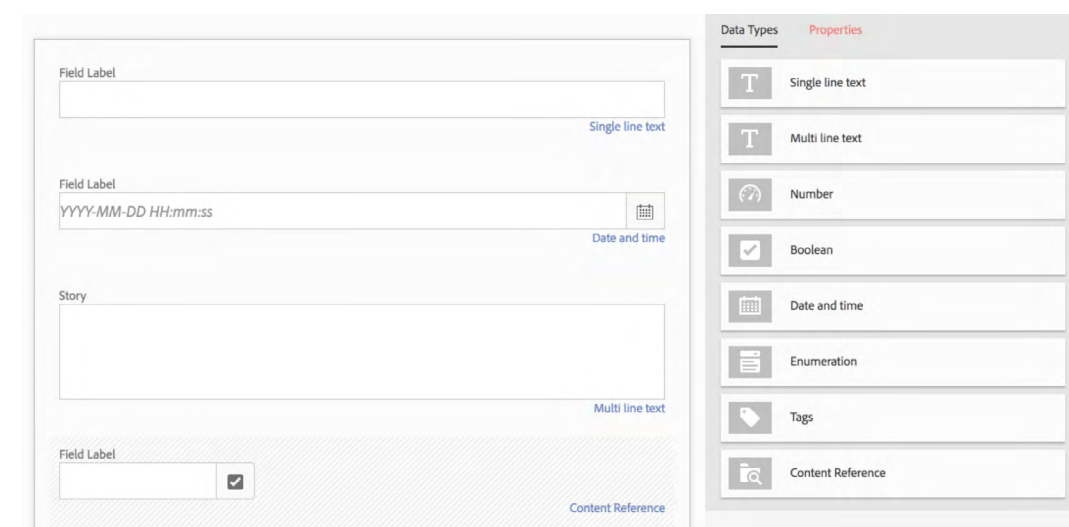 Field Label
Single line text
Field Label
YYYY-MM-DD HH:mm:ss
Date and time
Story
Multi line text
Field Label
Content Reference
Data Types Properties
Single line text
Multi line text
Number
Boolean
Date and time
Enumeration
Tags
Content Reference